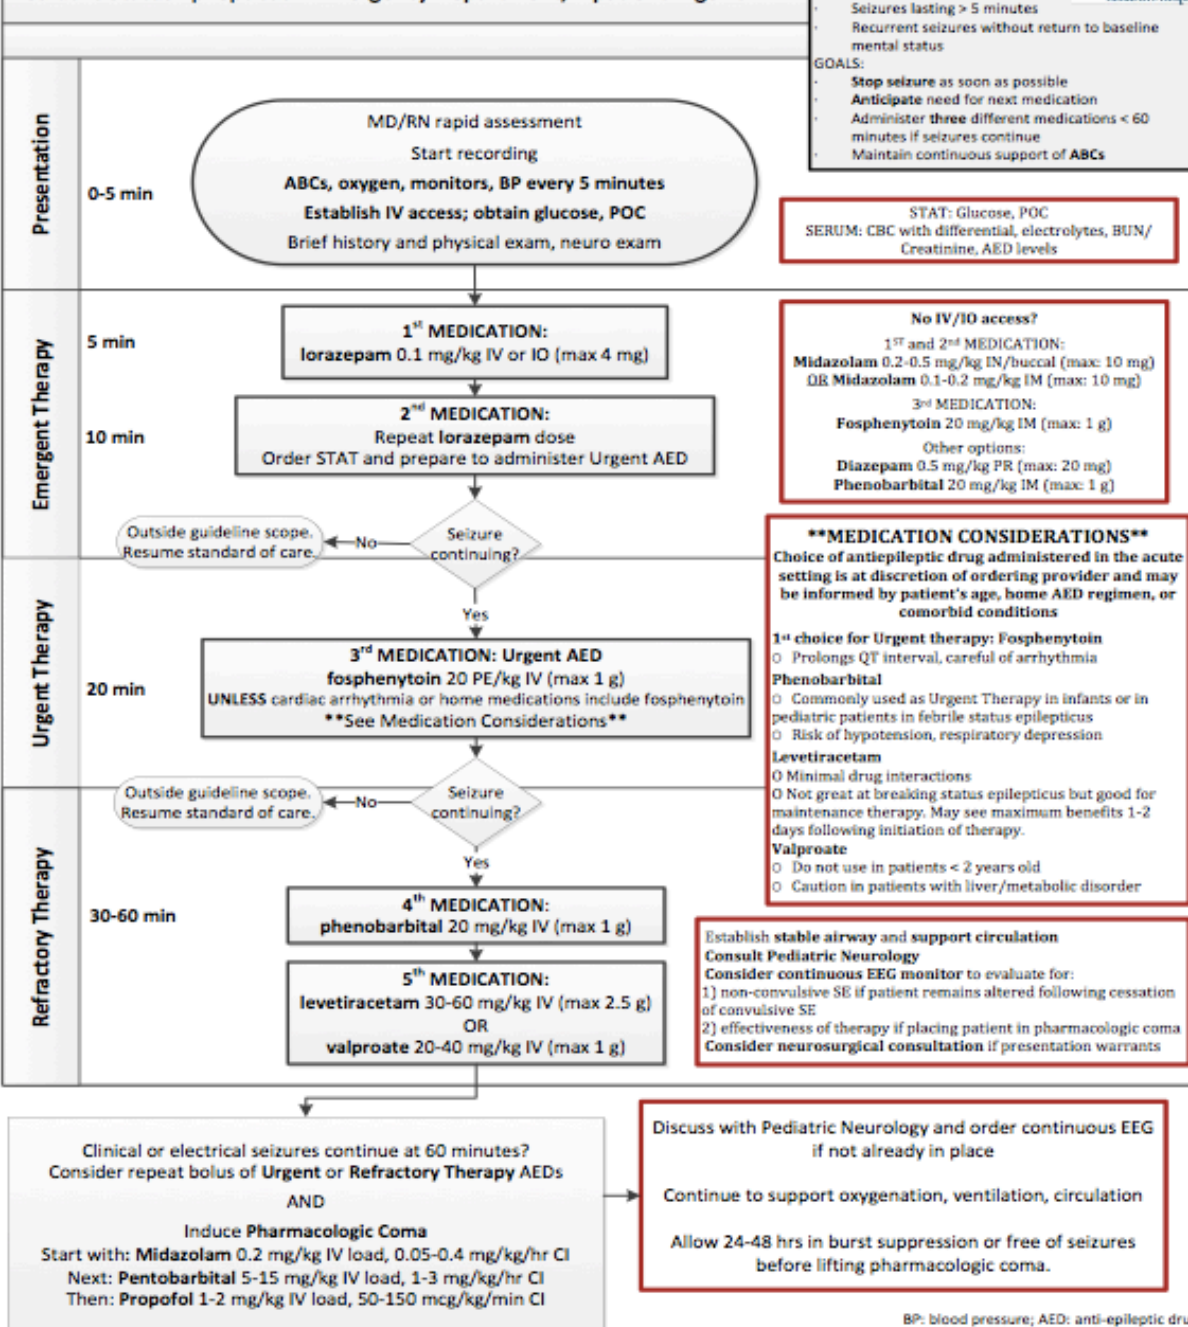 Seizures lasting > 5 minutes
Recurrent seizures without return to baseline
mental status
GOALS:
Stop seizure as soon as possible
Anticipate need for next medication
Administer three different medications < 60
minutes if seizures continue
Maintain continuous support of ABCs
Presentation
0-5 min
MD/RN rapid assessment
Start recording
ABCs, oxygen, monitors, BP every 5 minutes
Establish IV access; obtain glucose, POC
Brief history and physical exam, neuro exam
STAT: Glucose, POC
SERUM: CBC with differential, electrolytes, BUN/
Creatinine, AED levels
Emergent Therapy
5 min
1st MEDICATION:
lorazepam 0.1 mg/kg IV or IO (max 4 mg)
10 min
2nd MEDICATION:
Repeat lorazepam dose
Order STAT and prepare to administer Urgent AED
No IV/IO access?
1ST and 2nd MEDICATION:
Midazolam 0.2-0.5 mg/kg IN/buccal (max: 10 mg)
OR Midazolam 0.1-0.2 mg/kg IM (max: 10 mg)
3rd MEDICATION:
Fosphenytoin 20 mg/kg IM (max: 1 g)
Other options:
Diazepam 0.5 mg/kg PR (max: 20 mg)
Phenobarbital 20 mg/kg IM (max: 1 g)
Seizure
continuing?
No
Outside guideline scope.
Resume standard of care.
Yes
Urgent Therapy
20 min
3rd MEDICATION: Urgent AED
fosphenytoin 20 PE/kg IV (max 1 g)
UNLESS cardiac arrhythmia or home medications include fosphenytoin
**See Medication Considerations**
**MEDICATION CONSIDERATIONS**
Choice of antiepileptic drug administered in the acute
setting is at discretion of ordering provider and may
be informed by patient's age, home AED regimen, or
comorbid conditions
1st choice for Urgent therapy: Fosphenytoin
O Prolongs QT interval, careful of arrhythmia
Phenobarbital
O Commonly used as Urgent Therapy in infants or in
pediatric patients in febrile status epilepticus
O Risk of hypotension, respiratory depression
Levetiracetam
O Minimal drug interactions
O Not great at breaking status epilepticus but good for
maintenance therapy. May see maximum benefits 1-2
days following initiation of therapy.
Valproate
O Do not use in patients < 2 years old
O Caution in patients with liver/metabolic disorder
Seizure
continuing?
No
Outside guideline scope.
Resume standard of care.
Yes
Refractory Therapy
30-60 min
4th MEDICATION:
phenobarbital 20 mg/kg IV (max 1 g)
5th MEDICATION:
levetiracetam 30-60 mg/kg IV (max 2.5 g)
OR
valproate 20-40 mg/kg IV (max 1 g)
Establish stable airway and support circulation
Consult Pediatric Neurology
Consider continuous EEG monitor to evaluate for:
1) non-convulsive SE if patient remains altered following cessation
of convulsive SE
2) effectiveness of therapy if placing patient in pharmacologic coma
Consider neurosurgical consultation if presentation warrants
Clinical or electrical seizures continue at 60 minutes?
Consider repeat bolus of Urgent or Refractory Therapy AEDs
AND
Induce Pharmacologic Coma
Start with: Midazolam 0.2 mg/kg IV load, 0.05-0.4 mg/kg/hr CI
Next: Pentobarbital 5-15 mg/kg IV load, 1-3 mg/kg/hr CI
Then: Propofol 1-2 mg/kg IV load, 50-150 mcg/kg/min CI
Discuss with Pediatric Neurology and order continuous EEG
if not already in place
Continue to support oxygenation, ventilation, circulation
Allow 24-48 hrs in burst suppression or free of seizures
before lifting pharmacologic coma.
BP: blood pressure; AED: anti-epileptic dru